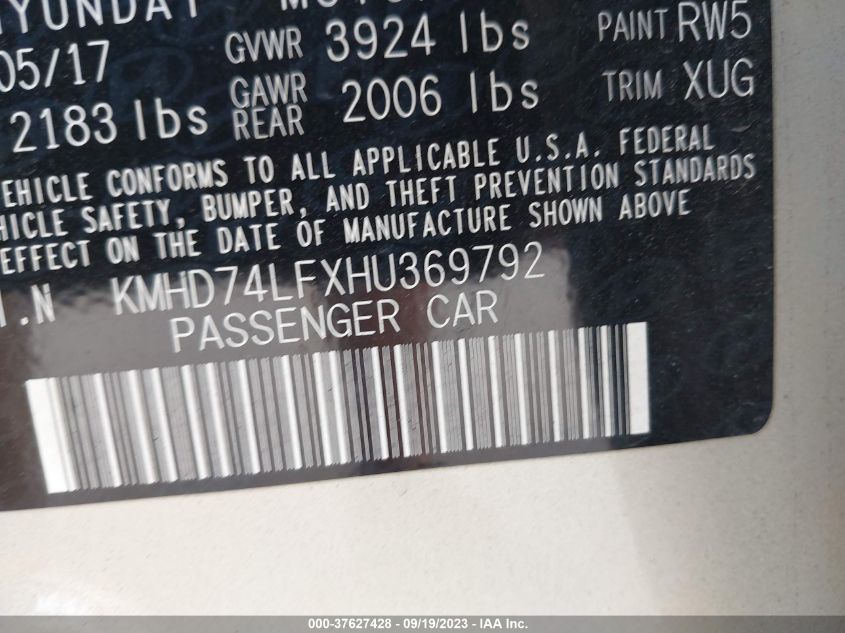 HYUNDAI MOTOR
05/17 GVWR 3924 lbs PAINT RW5
2183 lbs GAWR REAR 2006 lbs TRIM XUG
VEHICLE CONFORMS TO ALL APPLICABLE U.S.A. FEDERAL
VEHICLE SAFETY, BUMPER, AND THEFT PREVENTION STANDARDS
EFFECT ON THE DATE OF MANUFACTURE SHOWN ABOVE
I.N KMHD74LFXHU369792
PASSENGER CAR
000-37627428 - 09/19/2023 - IAA Inc.